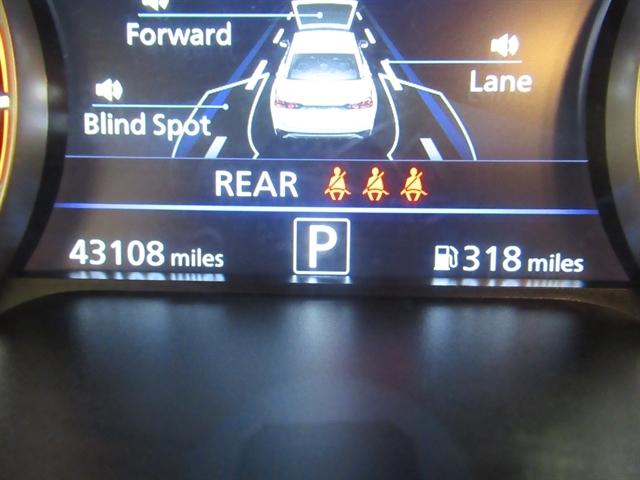 Forward
Lane
Blind Spot
REAR
P
43108 miles
318 miles